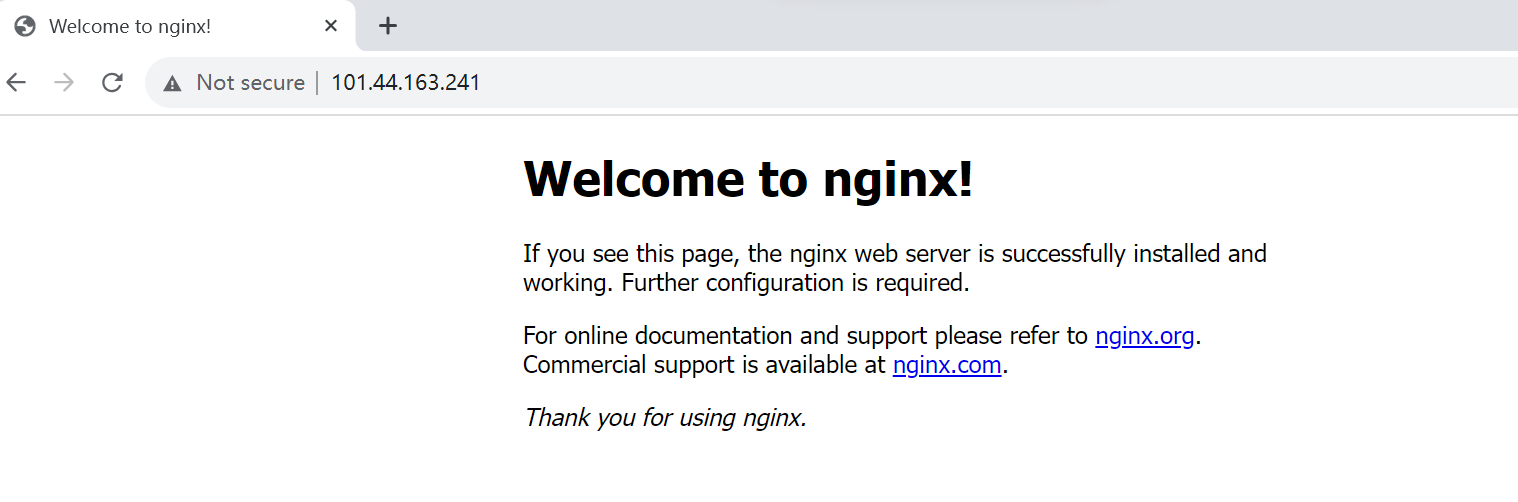 Welcome to nginx!
Not secure | 101.44.163.241
Welcome to nginx!
If you see this page, the nginx web server is successfully installed and
working. Further configuration is required.
For online documentation and support please refer to nginx.org.
Commercial support is available at nginx.com.
Thank you for using nginx.